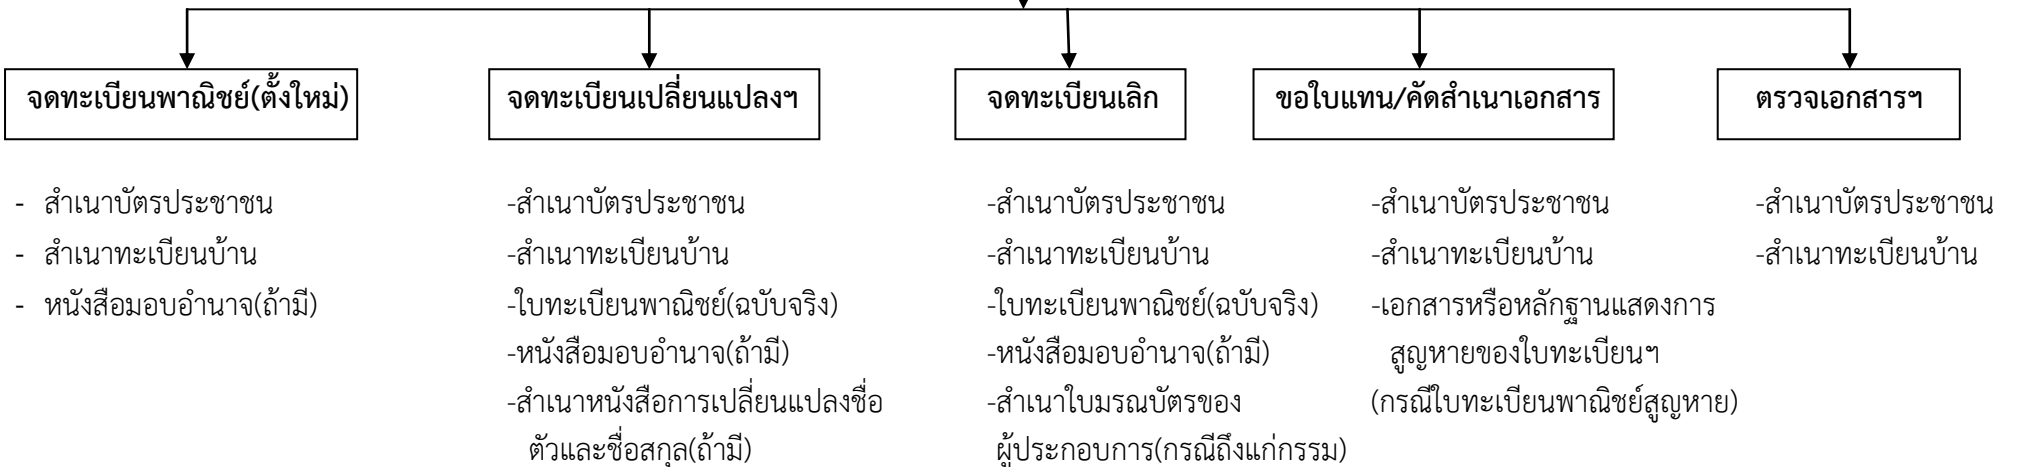 จดทะเบียนพาณิชย์(ตั้งใหม่)
- สำเนาบัตรประชาชน
- สำเนาทะเบียนบ้าน
- หนังสือมอบอำนาจ(ถ้ามี)
จดทะเบียนเปลี่ยนแปลงฯ
-สำเนาบัตรประชาชน
-สำเนาทะเบียนบ้าน
-ใบทะเบียนพาณิชย์(ฉบับจริง)
-หนังสือมอบอำนาจ(ถ้ามี)
-สำเนาหนังสือการเปลี่ยนแปลงชื่อ
ตัวและชื่อสกุล(ถ้ามี)
จดทะเบียนเลิก
-สำเนาบัตรประชาชน
-สำเนาทะเบียนบ้าน
-ใบทะเบียนพาณิชย์(ฉบับจริง)
-หนังสือมอบอำนาจ(ถ้ามี)
-สำเนาใบมรณบัตรของ
ผู้ประกอบการ(กรณีถึงแก่กรรม)
ขอใบแทน/คัดสำเนาเอกสาร
-สำเนาบัตรประชาชน
-สำเนาทะเบียนบ้าน
-เอกสารหรือหลักฐานแสดงการ
สูญหายของใบทะเบียนฯ
(กรณีใบทะเบียนพาณิชย์สูญหาย)
ตรวจเอกสารฯ
-สำเนาบัตรประชาชน
-สำเนาทะเบียนบ้าน